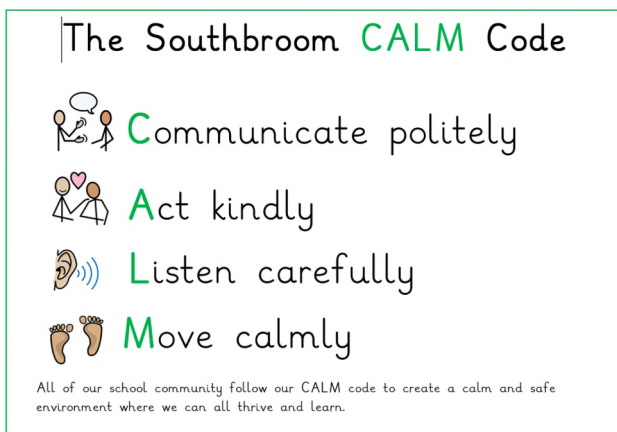 The Southbroom CALM Code
Communicate politely
Act kindly
Listen carefully
Move calmly
All of our school community follow our CALM code to create a calm and safe
environment where we can all thrive and learn.